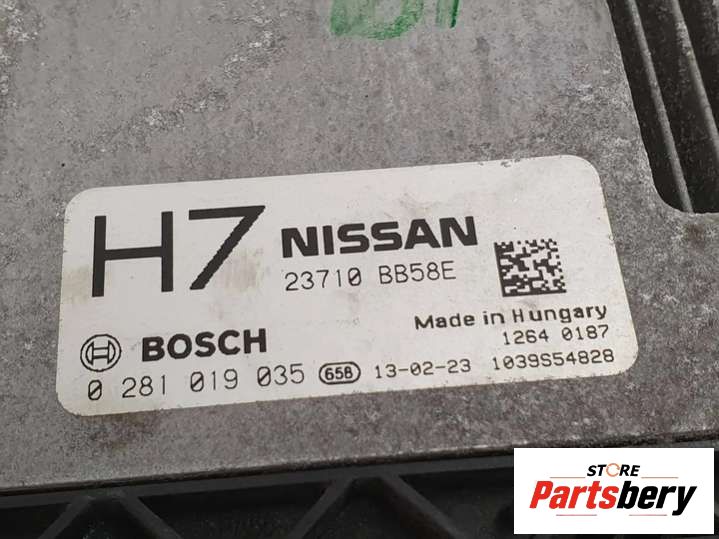 H7 NISSAN
23710 BB58E
Made in Hungary
BOSCH
1264 0187
0 281 019 035 658 13-02-23 1039S54828
STORE
Partsbery